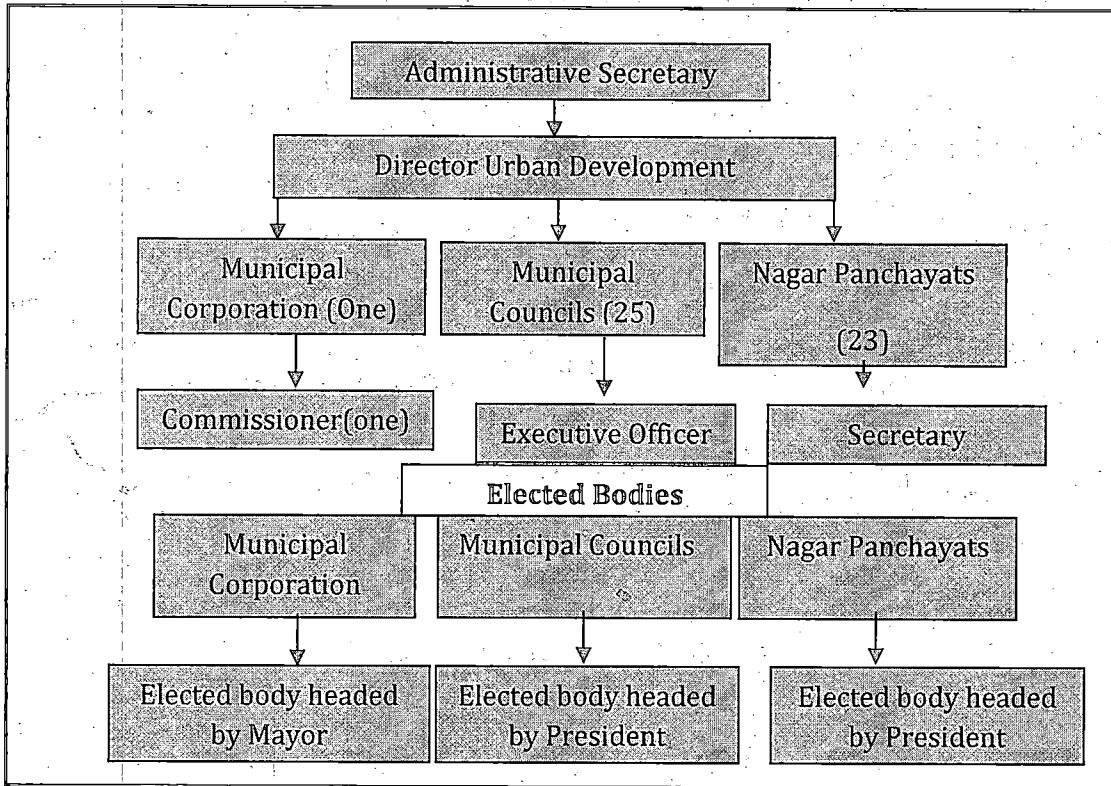 Administrative Secretary
Director Urban Development
Municipal
Corporation (One)
Municipal
Councils (25)
Nagar Panchayats
(23)
Commissioner(one)
Executive Officer
Secretary
Elected Bodies
Municipal
Corporation
Municipal Councils
Nagar Panchayats
Elected body headed
by Mayor
Elected body headed
by President
Elected body headed
by President